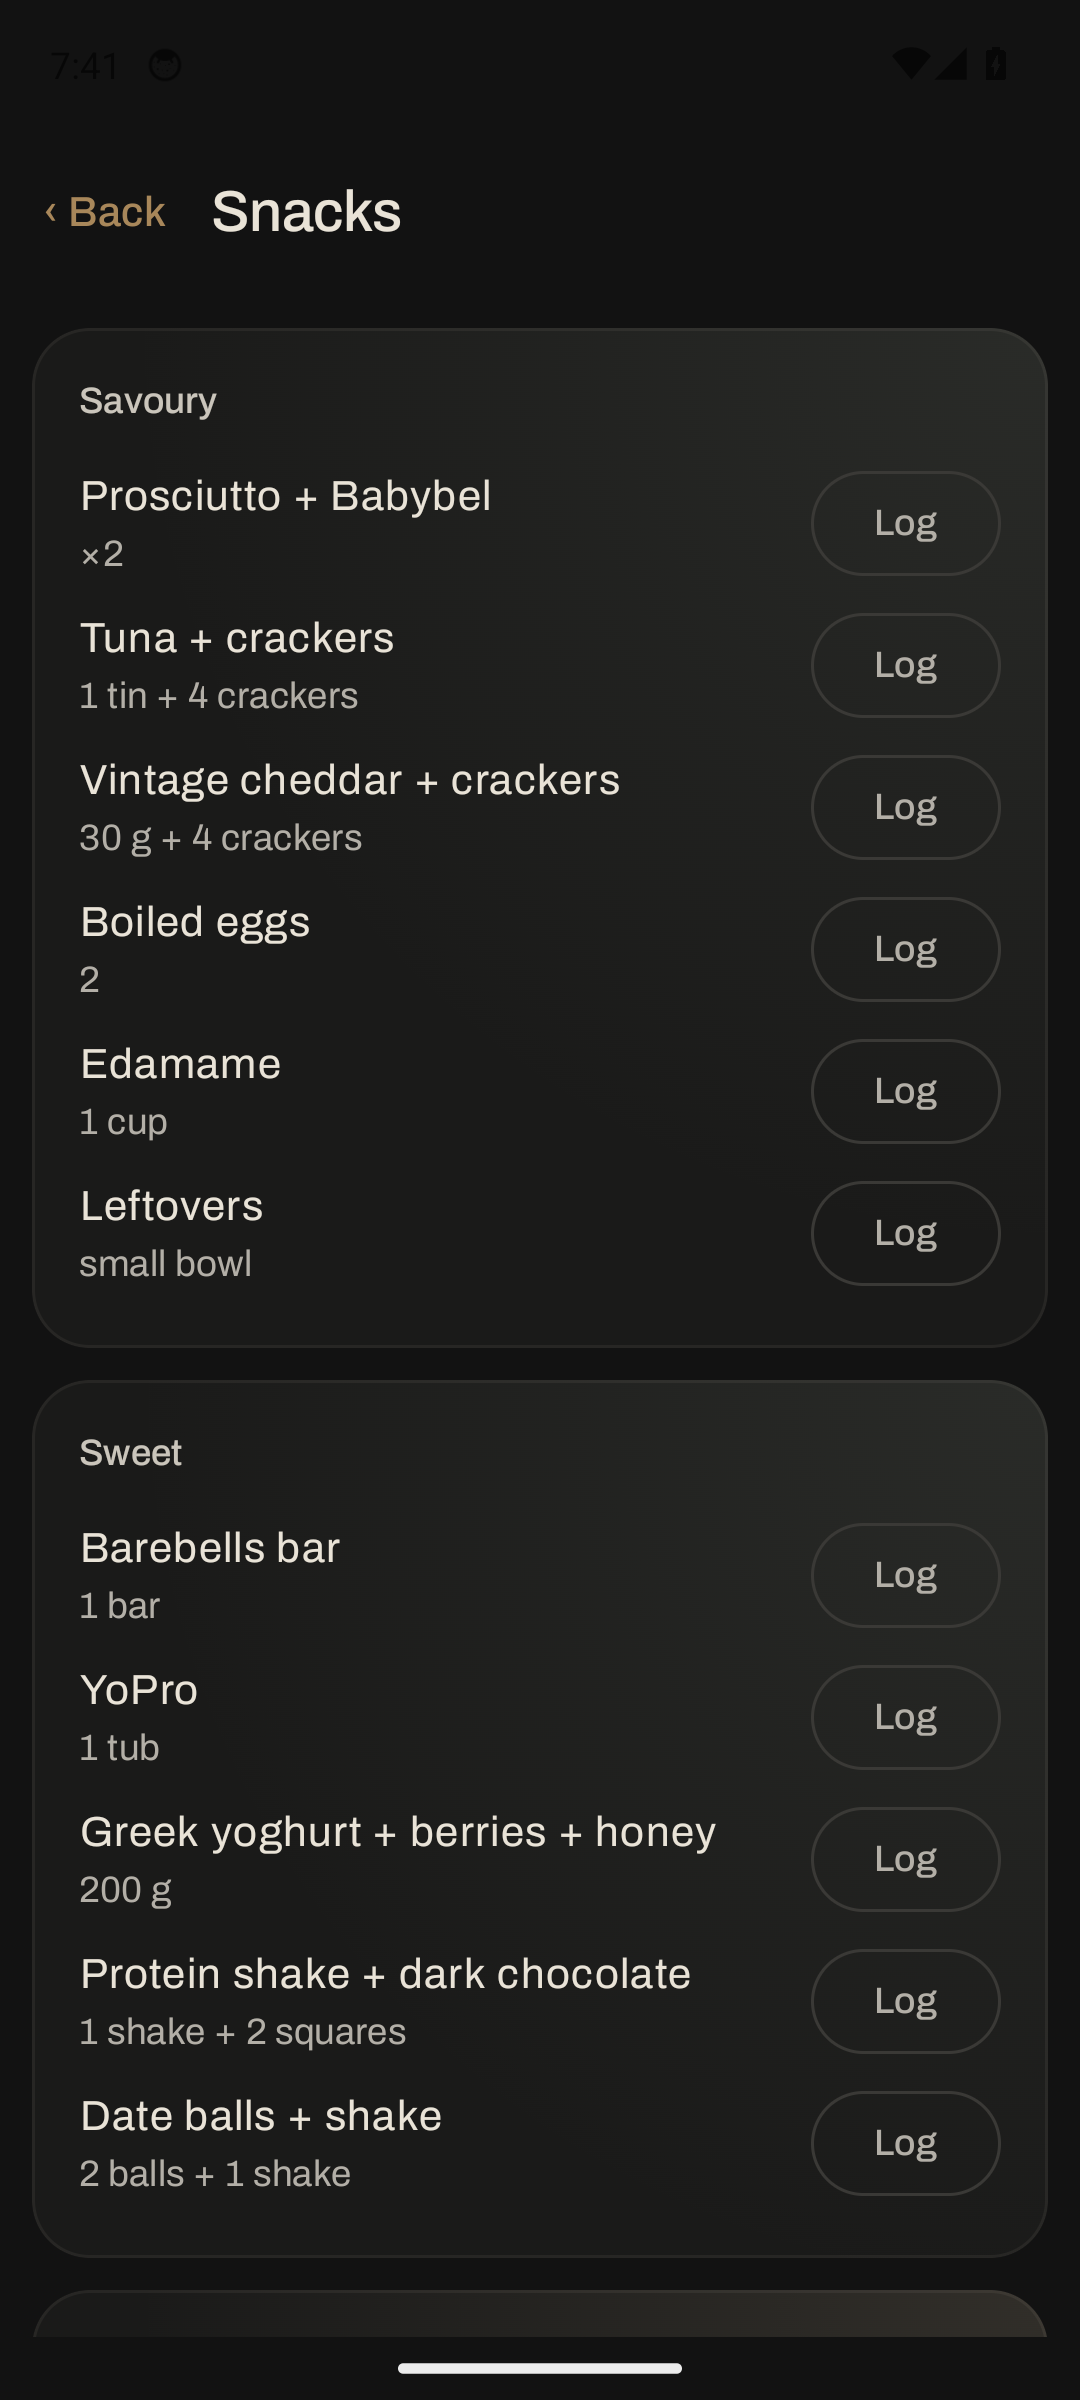 7:41
‹ Back Snacks
Savoury
Prosciutto + Babybel
×2
Log
Tuna + crackers
1 tin + 4 crackers
Log
Vintage cheddar + crackers
30 g + 4 crackers
Log
Boiled eggs
2
Log
Edamame
1 cup
Log
Leftovers
small bowl
Log
Sweet
Barebells bar
1 bar
Log
YoPro
1 tub
Log
Greek yoghurt + berries + honey
200 g
Log
Protein shake + dark chocolate
1 shake + 2 squares
Log
Date balls + shake
2 balls + 1 shake
Log